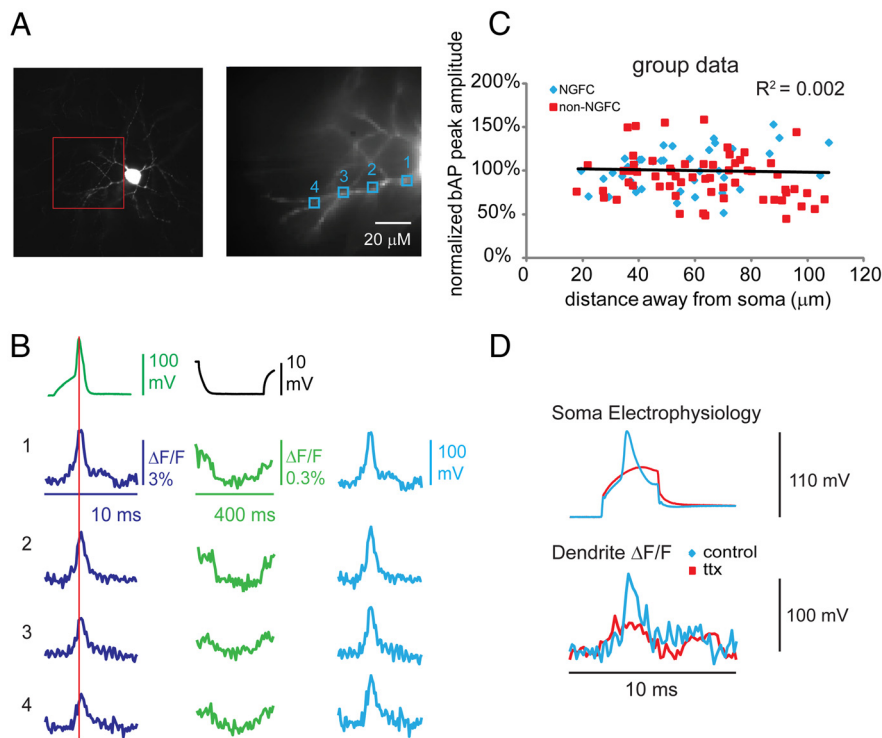 A
4
3
2
1
20 μM
B
100
mV
10
mV
1
ΔF/F
3%
ΔF/F
0.3%
100
mV
10 ms
400 ms
2
3
4
C
group data
NGFC
non-NGFC
R² = 0.002
normalized bAP peak amplitude
200%
150%
100%
50%
0%
0
20
40
60
80
100
120
distance away from soma (μm)
D
Soma Electrophysiology
110 mV
Dendrite ΔF/F
control
ttx
100 mV
10 ms